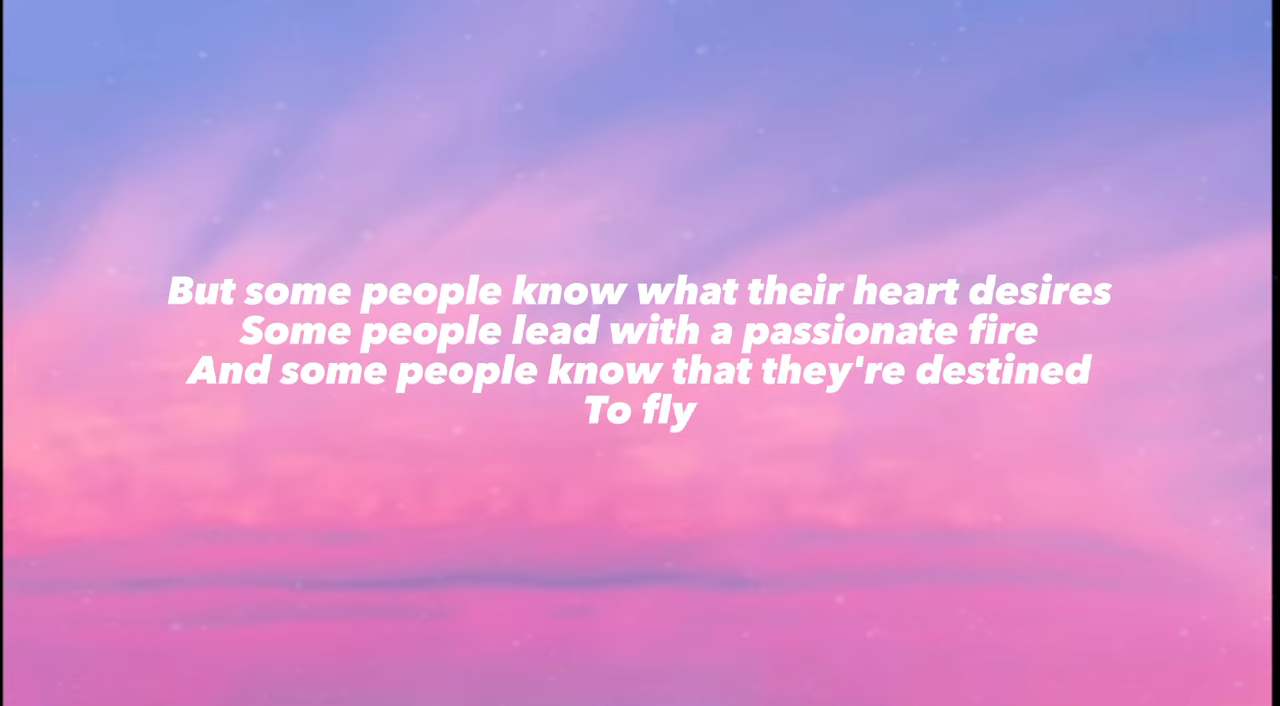 But some people know what their heart desires
Some people lead with a passionate fire
And some people know that they're destined
To fly